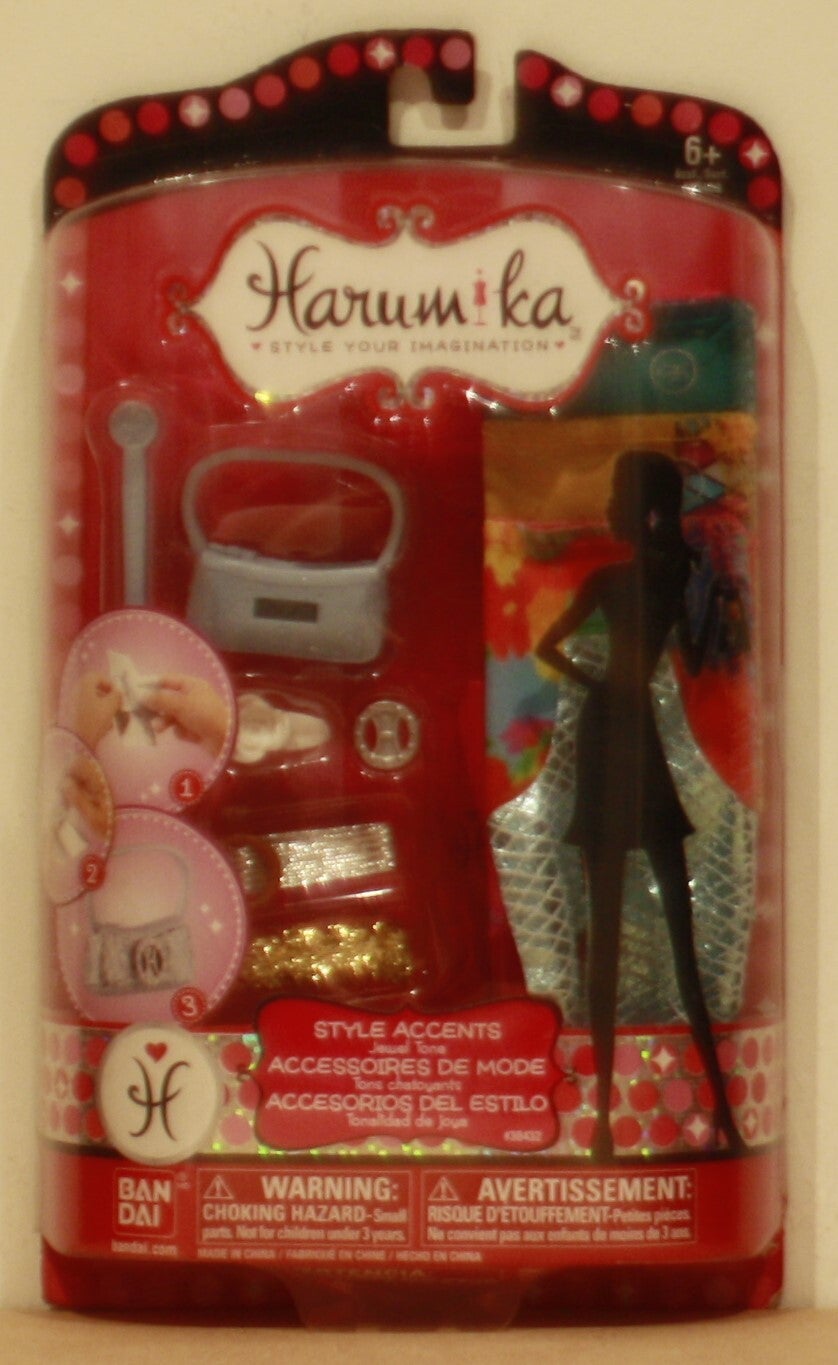 6+
Harumika
STYLE YOUR IMAGINATION
1
2
3
H
STYLE ACCENTS
Jewel Tone
ACCESSOIRES DE MODE
Tons chatoyants
ACCESORIOS DEL ESTILO
Tonalidad de joya
#38432
BAN
DAI
bandai.com
WARNING:
CHOKING HAZARD-Small
parts. Not for children under 3 years.
AVERTISSEMENT:
RISQUE D'ETOUFFEMENT-Petites pièces.
Ne convient pas aux enfants de moins de 3 ans.
MADE IN CHINA / FABRIQUÉ EN CHINE / HECHO EN CHINA